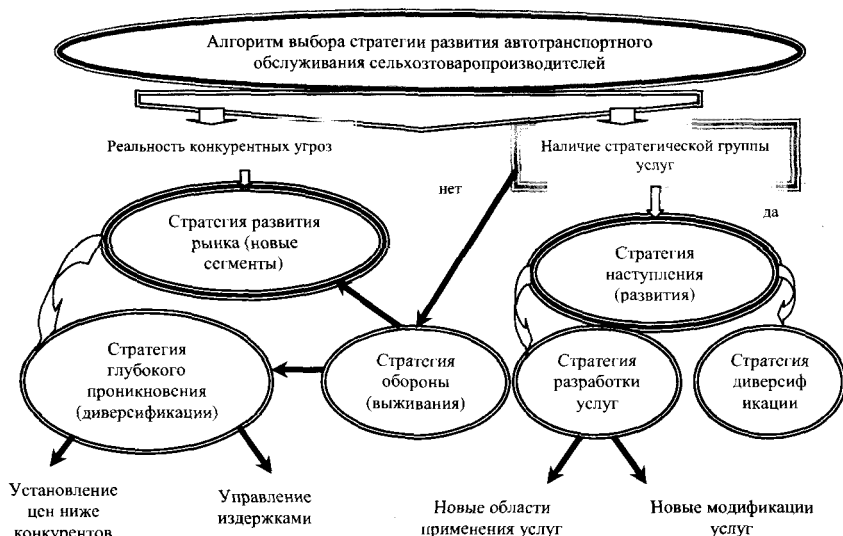 Алгоритм выбора стратегии развития автотранспортного
обслуживания сельхозтоваропроизводителей
Реальность конкурентных угроз
Наличие стратегической группы
услуг
нет
да
Стратегия развития
рынка (новые
сегменты)
Стратегия
наступления
(развития)
Стратегия
глубокого
проникновения
(диверсификации)
Стратегия
обороны
(выживания)
Стратегия
разработки
услуг
Стратегия
диверсиф
икации
Установление
цен ниже
конкурентов
Управление
издержками
Новые области
применения услуг
Новые модификации
услуг